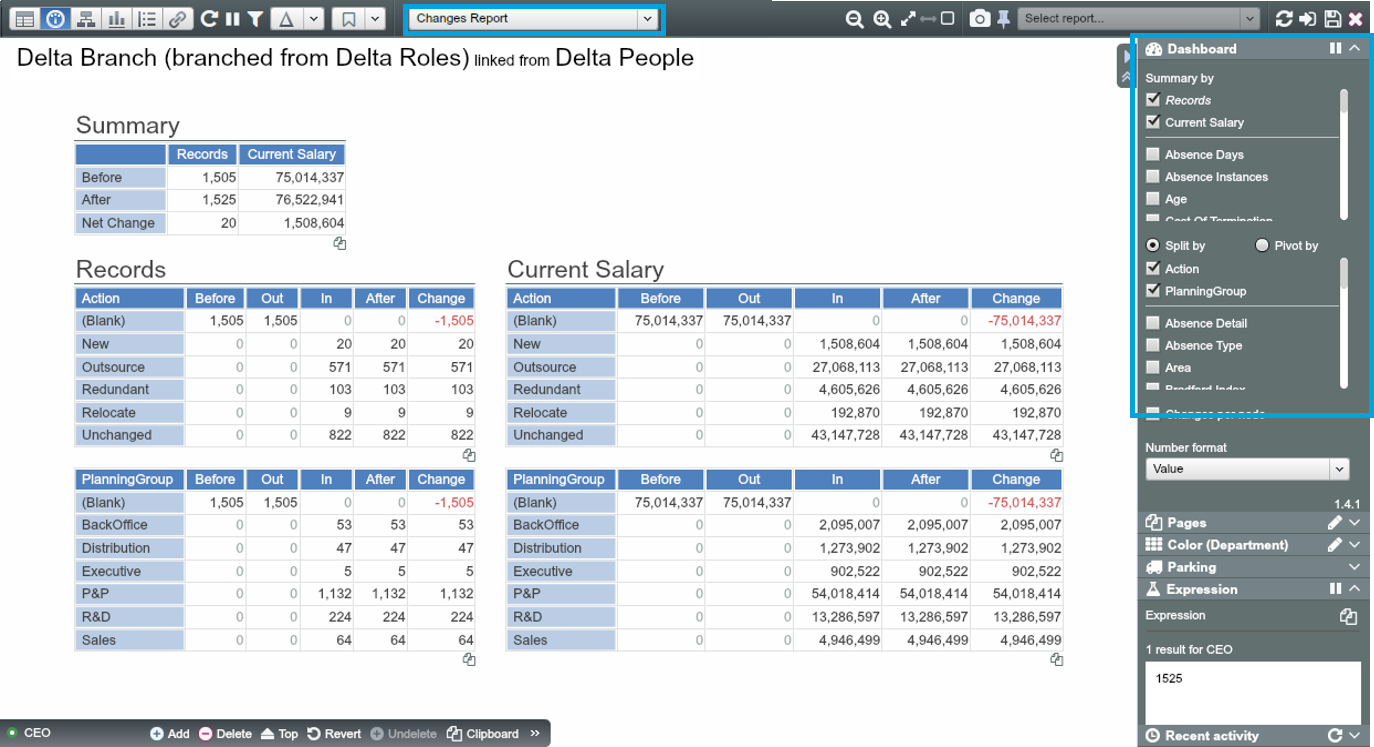 Changes Report
Select report...
Delta Branch (branched from Delta Roles) linked from Delta People
Summary
Records Current Salary
Before 1,505 75,014,337
After 1,525 76,522,941
Net Change 20 1,508,604
Records
Action Before Out In After Change
(Blank) 1,505 1,505 0 0 -1,505
New 0 0 20 20 20
Outsource 0 0 571 571 571
Redundant 0 0 103 103 103
Relocate 0 0 9 9 9
Unchanged 0 0 822 822 822
PlanningGroup Before Out In After Change
(Blank) 1,505 1,505 0 0 -1,505
BackOffice 0 0 53 53 53
Distribution 0 0 47 47 47
Executive 0 0 5 5 5
P&P 0 0 1,132 1,132 1,132
R&D 0 0 224 224 224
Sales 0 0 64 64 64
Current Salary
Action Before Out In After Change
(Blank) 75,014,337 75,014,337 0 0 -75,014,337
New 0 0 1,508,604 1,508,604 1,508,604
Outsource 0 0 27,068,113 27,068,113 27,068,113
Redundant 0 0 4,605,626 4,605,626 4,605,626
Relocate 0 0 192,870 192,870 192,870
Unchanged 0 0 43,147,728 43,147,728 43,147,728
PlanningGroup Before Out In After Change
(Blank) 75,014,337 75,014,337 0 0 -75,014,337
BackOffice 0 0 2,095,007 2,095,007 2,095,007
Distribution 0 0 1,273,902 1,273,902 1,273,902
Executive 0 0 902,522 902,522 902,522
P&P 0 0 54,018,414 54,018,414 54,018,414
R&D 0 0 13,286,597 13,286,597 13,286,597
Sales 0 0 4,946,499 4,946,499 4,946,499
Dashboard
Summary by
Records
Current Salary
Absence Days
Absence Instances
Age
Cost Of Termination
Split by Pivot by
Action
PlanningGroup
Absence Detail
Absence Type
Area
Bradford Index
Changes per node
Number format
Value
1.4.1
Pages
Color (Department)
Parking
Expression
Expression
1 result for CEO
1525
Recent activity
CEO Add Delete Top Revert Undelete Clipboard »